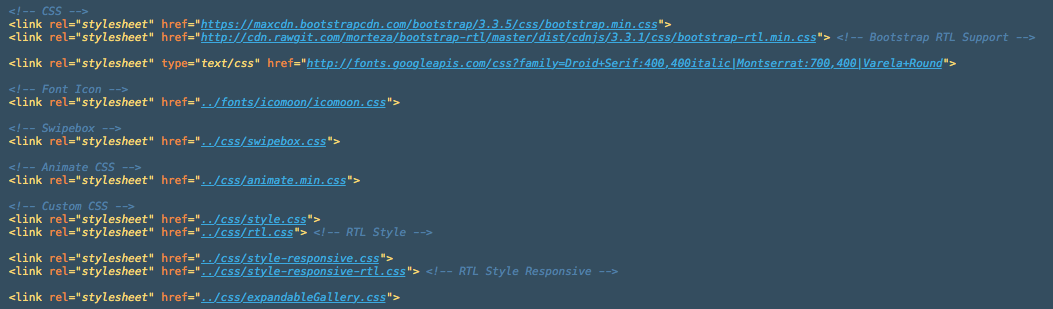 <!-- CSS -->
<link rel="stylesheet" href="https://maxcdn.bootstrapcdn.com/bootstrap/3.3.5/css/bootstrap.min.css">
<link rel="stylesheet" href="http://cdn.rawgit.com/morteza/bootstrap-rtl/master/dist/cdnjs/3.3.1/css/bootstrap-rtl.min.css"> <!-- Bootstrap RTL Support -->
<link rel="stylesheet" type="text/css" href="http://fonts.googleapis.com/css?family=Droid+Serif:400,400italic|Montserrat:700,400|Varela+Round">
<!-- Font Icon -->
<link rel="stylesheet" href="../fonts/icomoon/icomoon.css">
<!-- Swipebox -->
<link rel="stylesheet" href="../css/swipebox.css">
<!-- Animate CSS -->
<link rel="stylesheet" href="../css/animate.min.css">
<!-- Custom CSS -->
<link rel="stylesheet" href="../css/style.css">
<link rel="stylesheet" href="../css/rtl.css"> <!-- RTL Style -->
<link rel="stylesheet" href="../css/style-responsive.css">
<link rel="stylesheet" href="../css/style-responsive-rtl.css"> <!-- RTL Style Responsive -->
<link rel="stylesheet" href="../css/expandableGallery.css">